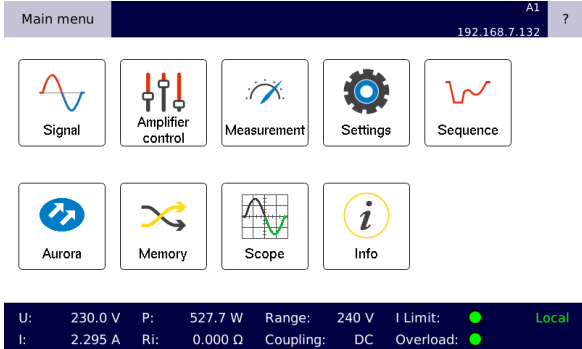 Main menu
A1
192.168.7.132
?
Signal
Amplifier
control
Measurement
Settings
Sequence
Aurora
Memory
Scope
i
Info
U: 230.0 V P: 527.7 W Range: 240 V I Limit: Local
I: 2.295 A Ri: 0.000 Ω Coupling: DC Overload: